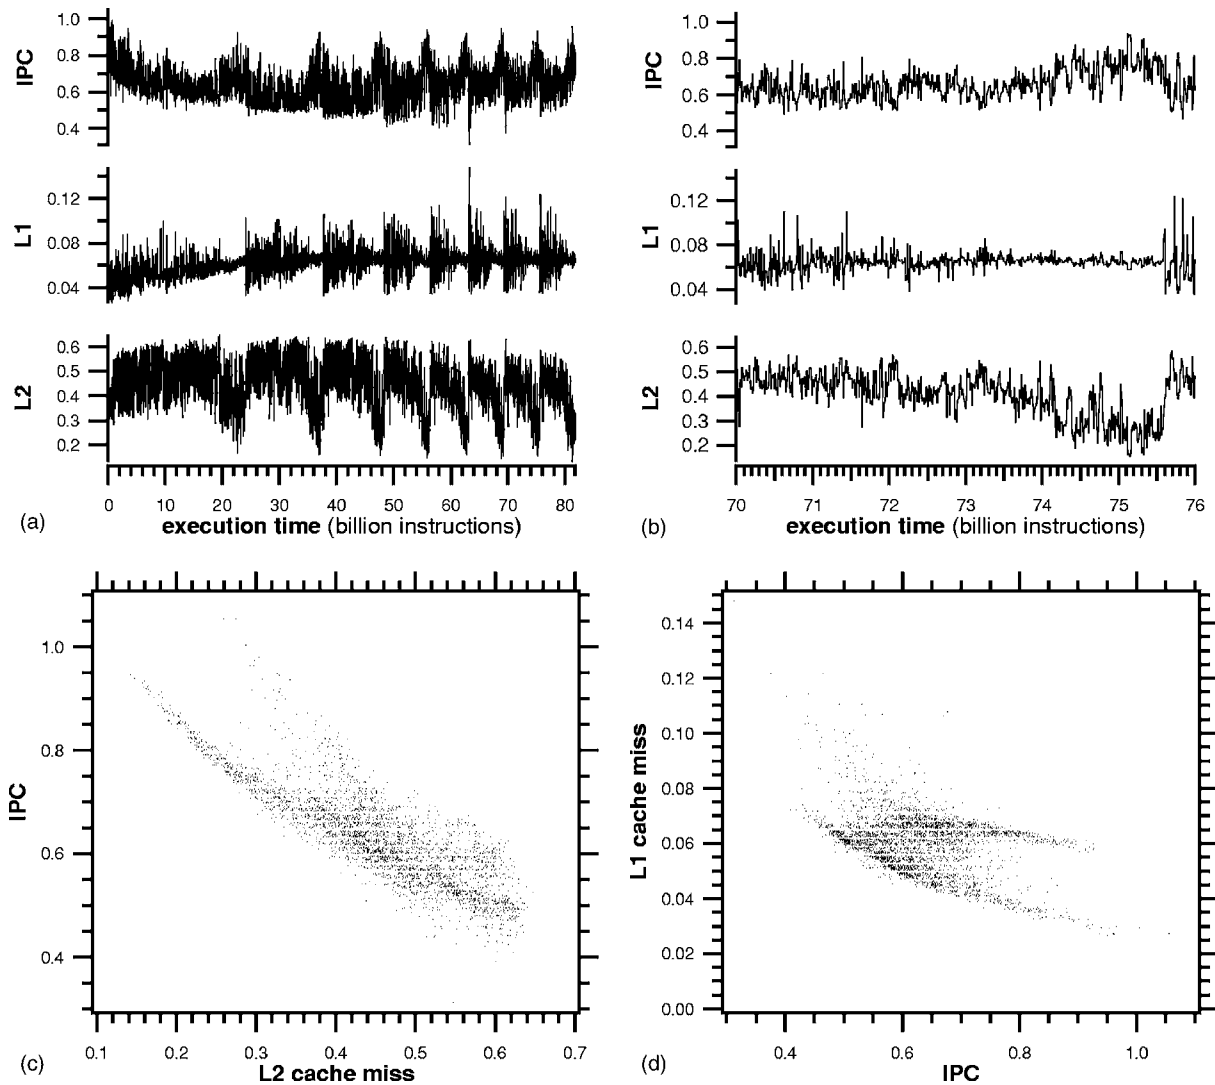 1.0
0.8
0.6
0.4
IPC
0.12
0.08
0.04
L1
0.6
0.5
0.4
0.3
0.2
L2
0 10 20 30 40 50 60 70 80
(a) execution time (billion instructions)
1.0
0.8
0.6
0.4
IPC
0.12
0.08
0.04
L1
0.6
0.5
0.4
0.3
0.2
L2
70 71 72 73 74 75 76
(b) execution time (billion instructions)
1.0
0.8
0.6
0.4
IPC
0.1 0.2 0.3 0.4 0.5 0.6 0.7
(c) L2 cache miss
0.14
0.12
0.10
0.08
0.06
0.04
0.02
0.00
L1 cache miss
0.4 0.6 0.8 1.0
(d) IPC